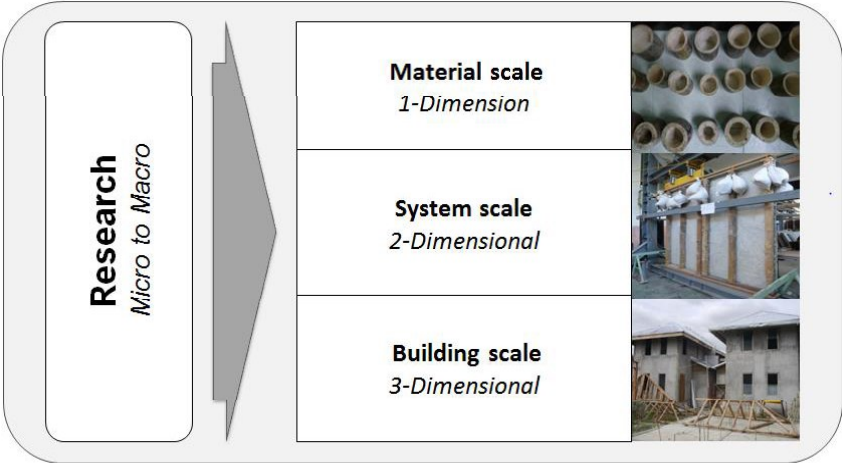 Research
Micro to Macro
Material scale
1-Dimension
System scale
2-Dimensional
Building scale
3-Dimensional